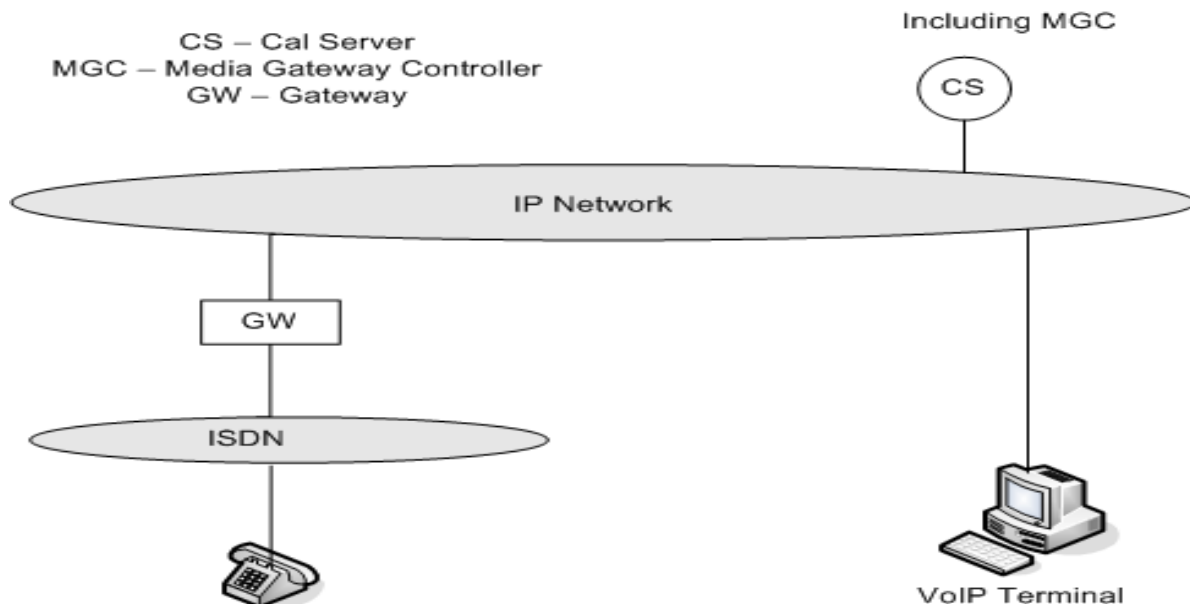 CS – Cal Server
MGC – Media Gateway Controller
GW – Gateway
Including MGC
CS
IP Network
GW
ISDN
VoIP Terminal